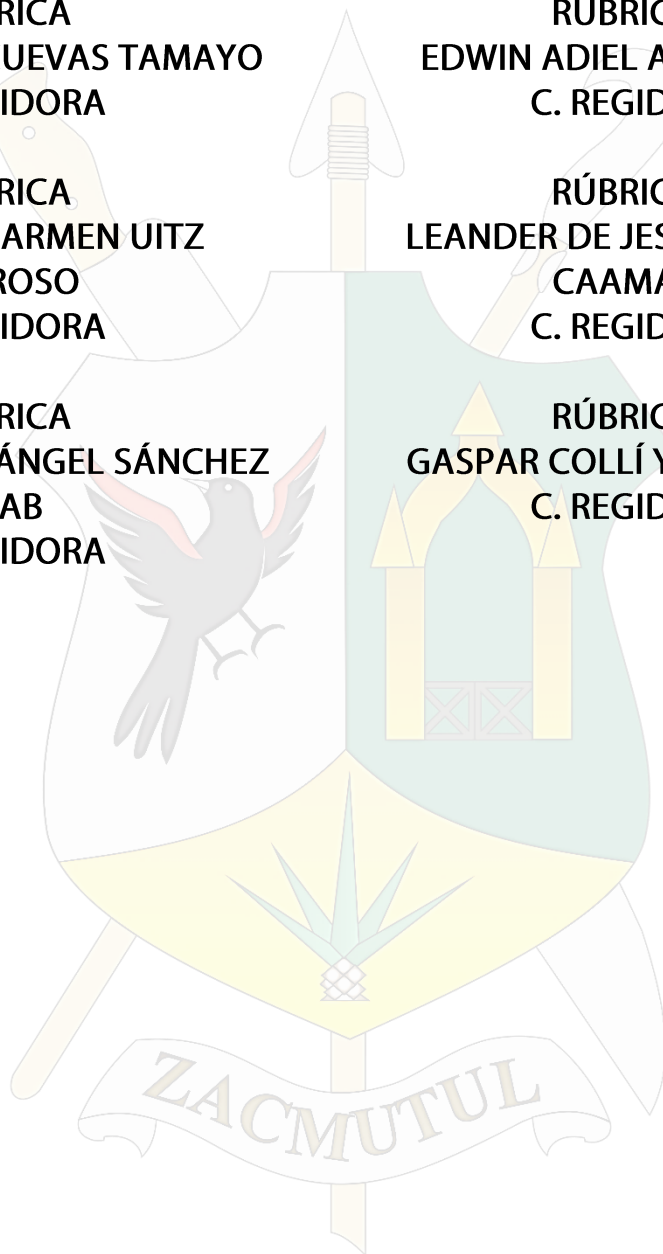 RICA
UEVAS TAMAYO
IDORA
RÚBRIC
EDWIN ADIEL A
C. REGID
RICA
ARMEN UITZ
ROSO
IDORA
RÚBRIC
LEANDER DE JES
CAAMA
C. REGID
RICA
ÁNGEL SÁNCHEZ
AB
IDORA
RÚBRIC
GASPAR COLLÍ Y
C. REGID
ZACMUTUL